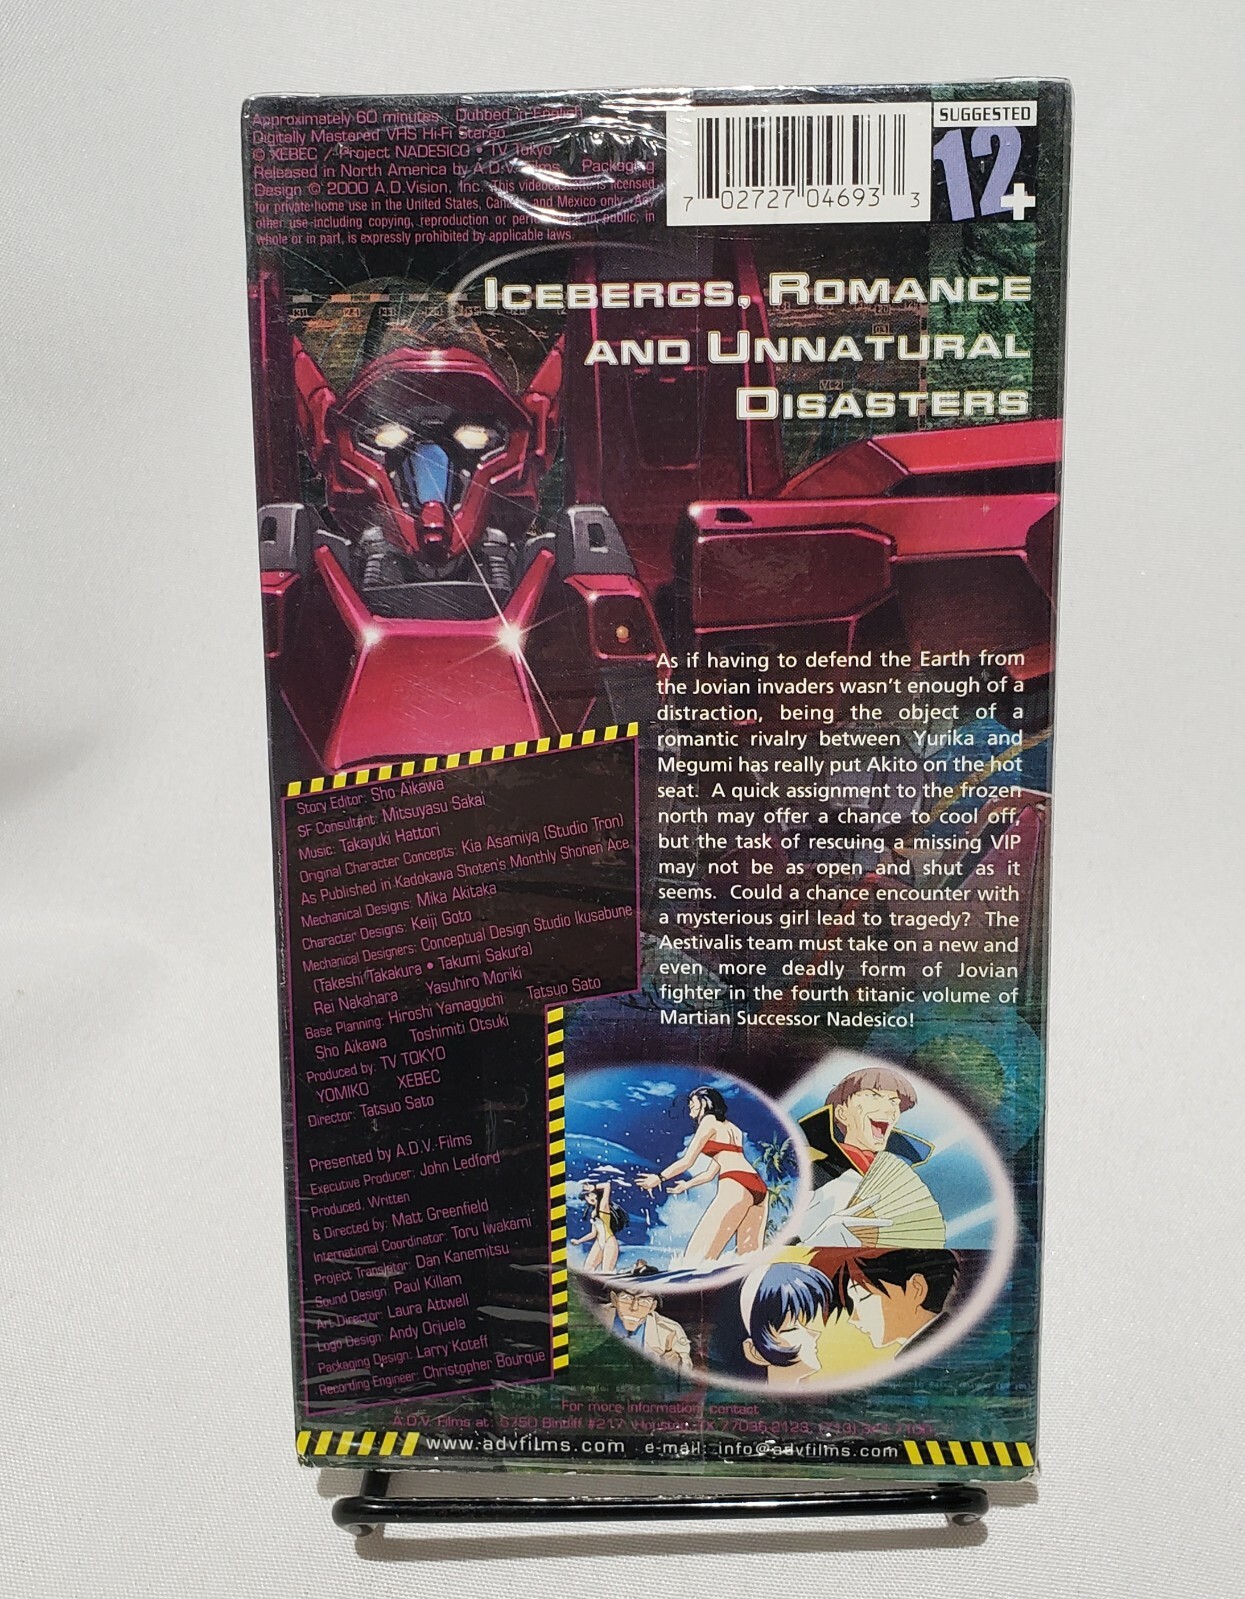 Approximately 60 minutes. Dubbed in English
Digitally Mastered VHS Hi-Fi Stereo
© XEBEC / Project NADESICO • TV Tokyo
Released in North America by A.D.V. Films. Packaging
Design © 2000 A.D.Vision, Inc. This videocassette is licensed
for private home use in the United States, Canada and Mexico only. Any
other use including copying, reproduction or performance in public, in
whole or in part, is expressly prohibited by applicable laws.
7 02727 04693 3
SUGGESTED
12+
ICEBERGS, ROMANCE
AND UNNATURAL
DISASTERS
VL2
As if having to defend the Earth from
the Jovian invaders wasn't enough of a
distraction, being the object of a
romantic rivalry between Yurika and
Megumi has really put Akito on the hot
seat. A quick assignment to the frozen
north may offer a chance to cool off,
but the task of rescuing a missing VIP
may not be as open and shut as it
seems. Could a chance encounter with
a mysterious girl lead to tragedy? The
Aestivalis team must take on a new and
even more deadly form of Jovian
fighter in the fourth titanic volume of
Martian Successor Nadesico!
Story Editor: Sho Aikawa
SF Consultant: Mitsuyasu Sakai
Music: Takayuki Hattori
Original Character Concepts: Kia Asamiya (Studio Tron)
As Published in Kadokawa Shoten's Monthly Shonen Ace
Mechanical Designs: Mika Akitaka
Character Designs: Keiji Goto
Mechanical Designers: Conceptual Design Studio Ikusabune
(Takeshi Takakura • Takumi Sakura)
Rei Nakahara Yasuhiro Moriki
Base Planning: Hiroshi Yamaguchi Tatsuo Sato
Sho Aikawa Toshimiti Otsuki
Produced by: TV TOKYO
YOMIKO XEBEC
Director: Tatsuo Sato
Presented by A.D.V. Films
Executive Producer: John Ledford
Produced, Written
& Directed by: Matt Greenfield
International Coordinator: Toru Iwakami
Project Translator: Dan Kanemitsu
Sound Design: Paul Killam
Art Director: Laura Attwell
Logo Design: Andy Orjuela
Packaging Design: Larry Koteff
Recording Engineer: Christopher Bourque
For more information, contact
A.D.V. Films at: 5750 Bintliff #217 Houston, TX 77036-2123
www.advfilms.com e-mail: info@advfilms.com